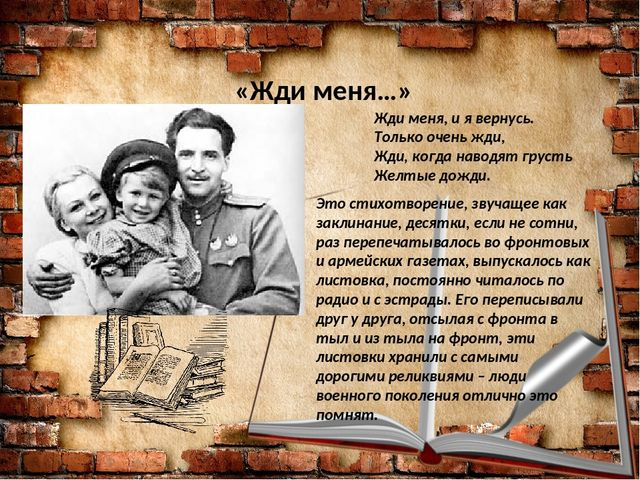 «Жди меня…»
Жди меня, и я вернусь.
Только очень жди,
Жди, когда наводят грусть
Желтые дожди.
Это стихотворение, звучащее как
заклинание, десятки, если не сотни,
раз перепечатывалось во фронтовых
и армейских газетах, выпускалось как
листовка, постоянно читалось по
радио и с эстрады. Его переписывали
друг у друга, отсылая с фронта в
тыл и из тыла на фронт, эти
листовки хранили с самыми
дорогими реликвиями – люди
военного поколения отлично это
помнят.